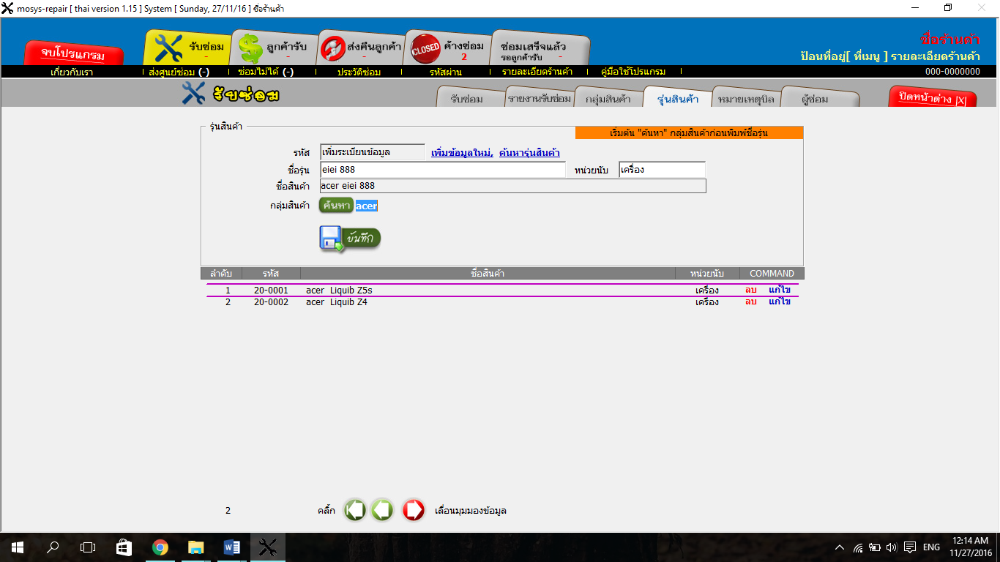 mosys-repair [ thai version 1.15 ] System [ Sunday, 27/11/16 ] ชื่อร้านค้า
จบโปรแกรม
รับซ่อม
-
ลูกค้ารับ
-
ส่งคืนลูกค้า
-
CLOSED
ค้างซ่อม
2
ซ่อมเสร็จแล้ว
รอลูกค้ารับ -
ชื่อร้านค้า
ป้อนที่อยู่[ ที่เมนู ] รายละเอียดร้านค้า
เกี่ยวกับเรา | ส่งศูนย์ซ่อม (-) | ซ่อมไม่ได้ (-) | ประวัติซ่อม | รหัสผ่าน | รายละเอียดร้านค้า | คู่มือใช้โปรแกรม |
000-0000000
รับซ่อม
รับซ่อม
รายงานรับซ่อม
กลุ่มสินค้า
รุ่นสินค้า
หมายเหตุบิล
ผู้ซ่อม
ปิดหน้าต่าง |X|
รุ่นสินค้า
เริ่มต้น "ค้นหา" กลุ่มสินค้าก่อนพิมพ์ชื่อรุ่น
รหัส เพิ่มระเบียนข้อมูล เพิ่มข้อมูลใหม่, ค้นหารุ่นสินค้า
ชื่อรุ่น eiei 888 หน่วยนับ เครื่อง
ชื่อสินค้า acer eiei 888
กลุ่มสินค้า ค้นหา acer
บันทึก
ลำดับ รหัส ชื่อสินค้า หน่วยนับ COMMAND
1 20-0001 acer Liquib Z5s เครื่อง ลบ แก้ไข
2 20-0002 acer Liquib Z4 เครื่อง ลบ แก้ไข
2 คลิ๊ก เลื่อนมุมมองข้อมูล
ENG
12:14 AM
11/27/2016